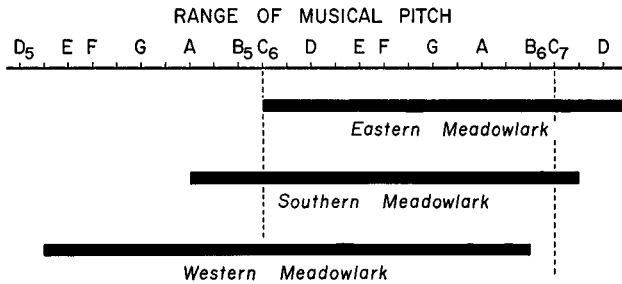 RANGE OF MUSICAL PITCH
D5 E F G A B5 C6 D E F G A B6 C7 D
Eastern Meadowlark
Southern Meadowlark
Western Meadowlark